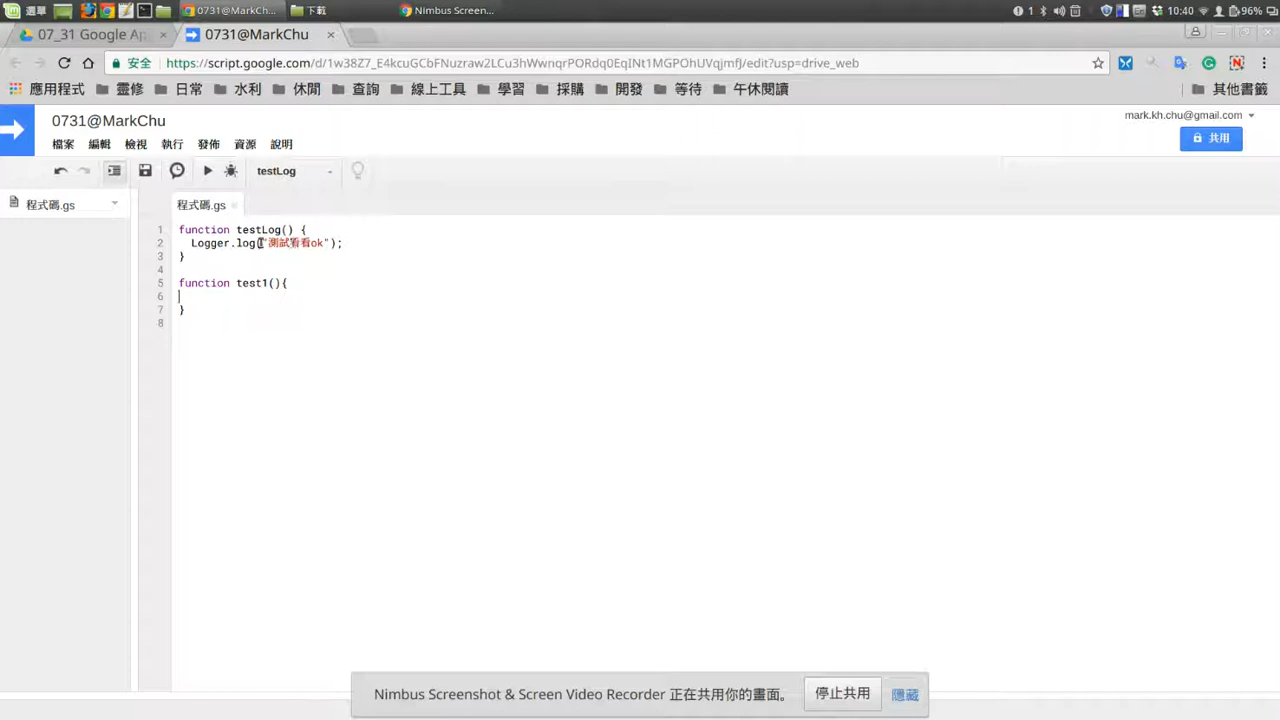 選單 0731@MarkCh... 下載 Nimbus Screen... 1 En 10:40 96%
07_31 Google Ap × 0731@MarkChu ×
安全 https://script.google.com/d/1w38Z7_E4kcuGCbFNuzraw2LCu3hWwnqrPORdq0EqINt1MGPOhUVqjmfJ/edit?usp=drive_web
應用程式 靈修 日常 水利 休閒 查詢 線上工具 學習 採購 開發 等待 午休閱讀 其他書籤
0731@MarkChu
mark.kh.chu@gmail.com
檔案 編輯 檢視 執行 發佈 資源 說明
共用
testLog
程式碼.gs
程式碼.gs ×
1 function testLog() {
2 Logger.log("測試看看ok");
3 }
4
5 function test1(){
6
7 }
8
Nimbus Screenshot & Screen Video Recorder 正在共用你的畫面。 停止共用 隱藏